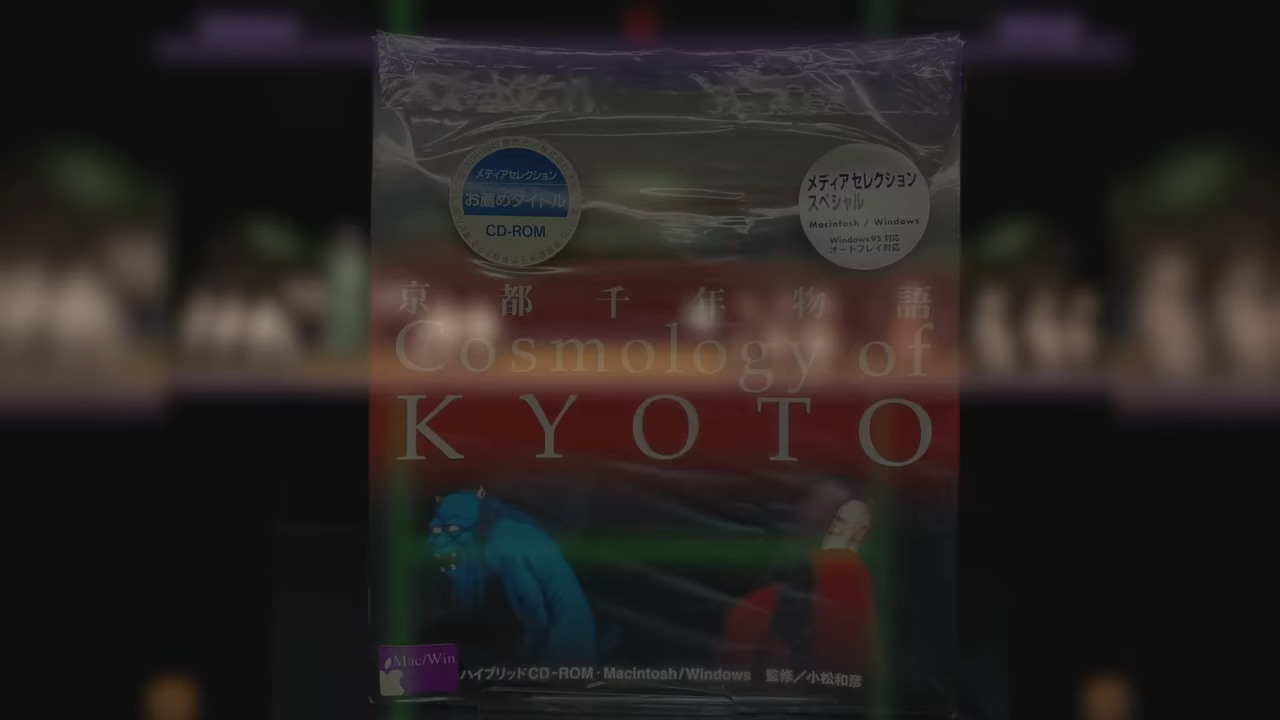 メディアセレクション
お薦めタイトル
CD-ROM
メディアセレクション
スペシャル
Macintosh / Windows
Windows95 対応
オートプレイ対応
京都千年物語
Cosmology of
KYOTO
Mac/Win
ハイブリッドCD-ROM・Macintosh/Windows 監修／小松和彦